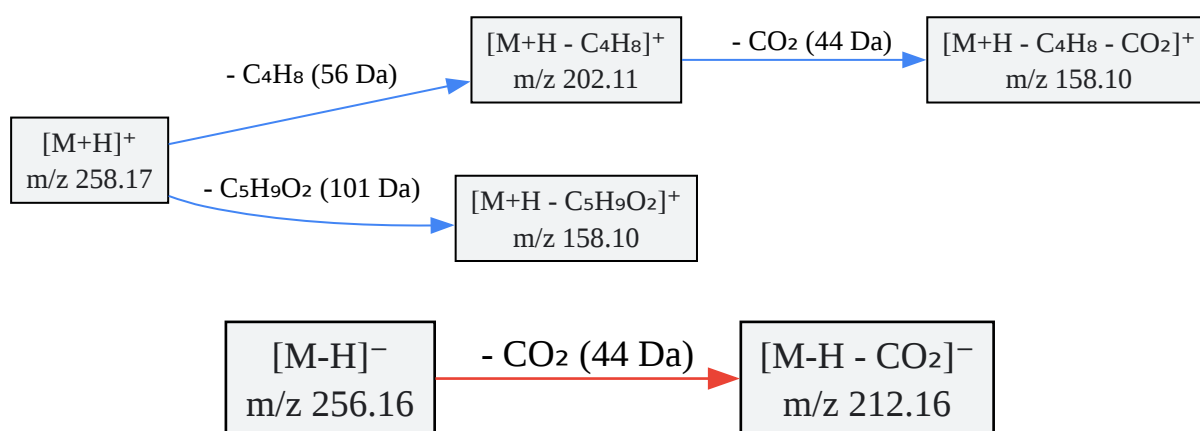 - C₄H₈ (56 Da)
[M+H - C₄H₈]⁺
m/z 202.11
- CO₂ (44 Da)
[M+H - C₄H₈ - CO₂]⁺
m/z 158.10
[M+H]⁺
m/z 258.17
- C₅H₉O₂ (101 Da)
[M+H - C₅H₉O₂]⁺
m/z 158.10
[M-H]⁻
m/z 256.16
- CO₂ (44 Da)
[M-H - CO₂]⁻
m/z 212.16